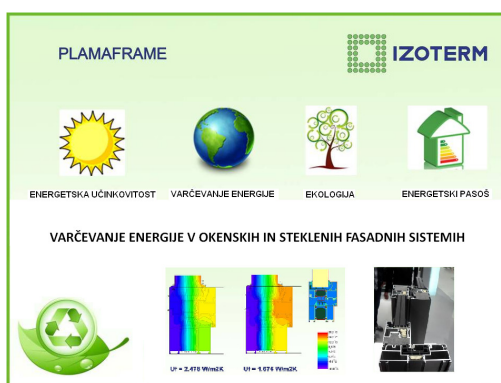 PLAMAFRAME
IZOTERM
ENERGETSKA UČINKOVITOST
VARČEVANJE ENERGIJE
EKOLOGIJA
ENERGETSKI PASOŠ
VARČEVANJE ENERGIJE V OKENSKIH IN STEKLENIH FASADNIH SISTEMIH
Uf = 2.478 W/m2K
Uf = 1.676 W/m2K